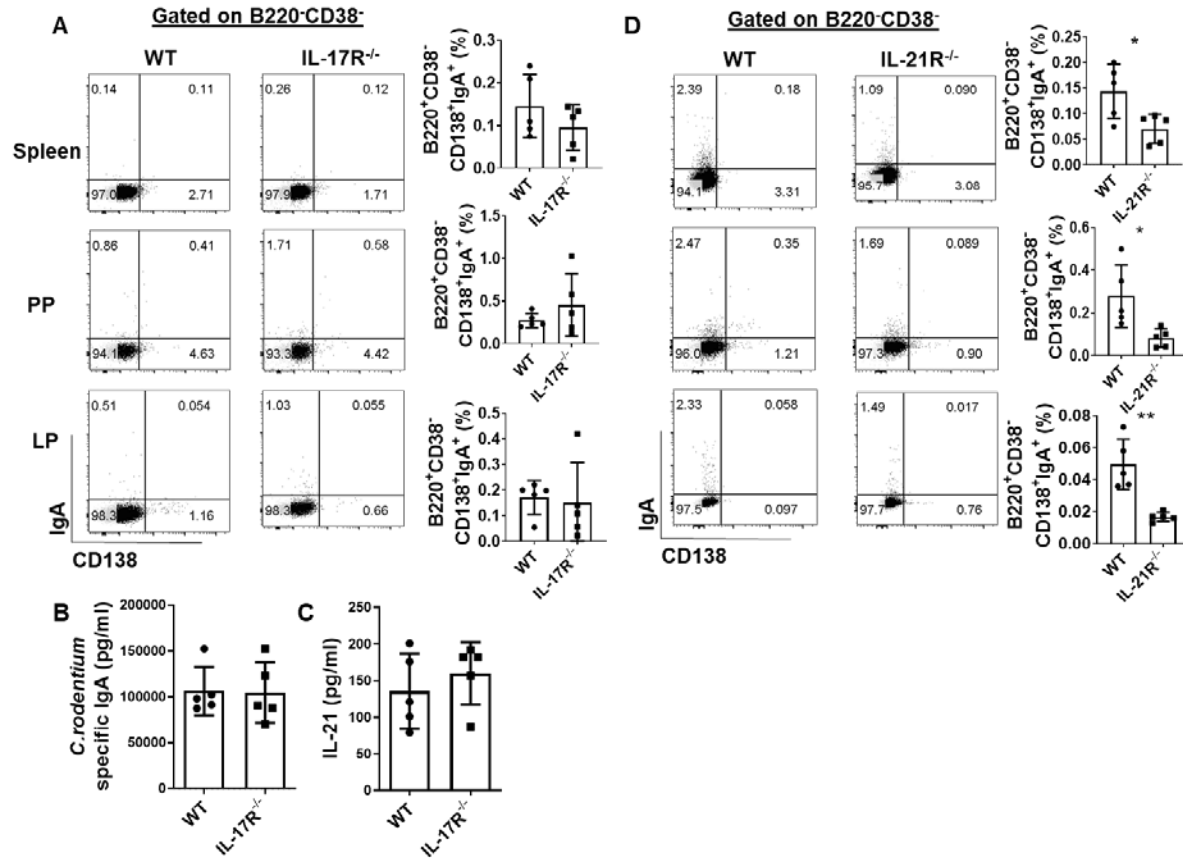 A
Gated on B220-CD38-
WT IL-17R-/-
Spleen
0.14 0.11
97.0 2.71
0.26 0.12
97.9 1.71
PP
0.86 0.41
94.1 4.63
1.71 0.58
93.3 4.42
LP
0.51 0.054
98.3 1.16
1.03 0.055
98.3 0.66
IgA
CD138
B220+CD38-
CD138+IgA+ (%)
0.3
0.2
0.1
0.0
WT
IL-17R-/-
B220+CD38-
CD138+IgA+ (%)
1.5
1.0
0.5
0.0
WT
IL-17R-/-
B220+CD38-
CD138+IgA+ (%)
0.5
0.4
0.3
0.2
0.1
0.0
WT
IL-17R-/-
B
C.rodentium
specific IgA (pg/ml)
200000
150000
100000
50000
0
WT
IL-17R-/-
C
IL-21 (pg/ml)
250
200
150
100
50
0
WT
IL-17R-/-
D
Gated on B220-CD38-
WT IL-21R-/-
2.39 0.18
94.1 3.31
1.09 0.090
95.7 3.08
2.47 0.35
96.0 1.21
1.69 0.089
97.3 0.90
2.33 0.058
97.5 0.097
1.49 0.017
97.7 0.76
IgA
CD138
B220+CD38-
CD138+IgA+ (%)
0.25
0.20
0.15
0.10
0.05
0.00
*
WT
IL-21R-/-
B220+CD38-
CD138+IgA+ (%)
0.6
0.4
0.2
0.0
*
WT
IL-21R-/-
B220+CD38-
CD138+IgA+ (%)
0.08
0.06
0.04
0.02
0.00
**
WT
IL-21R-/-